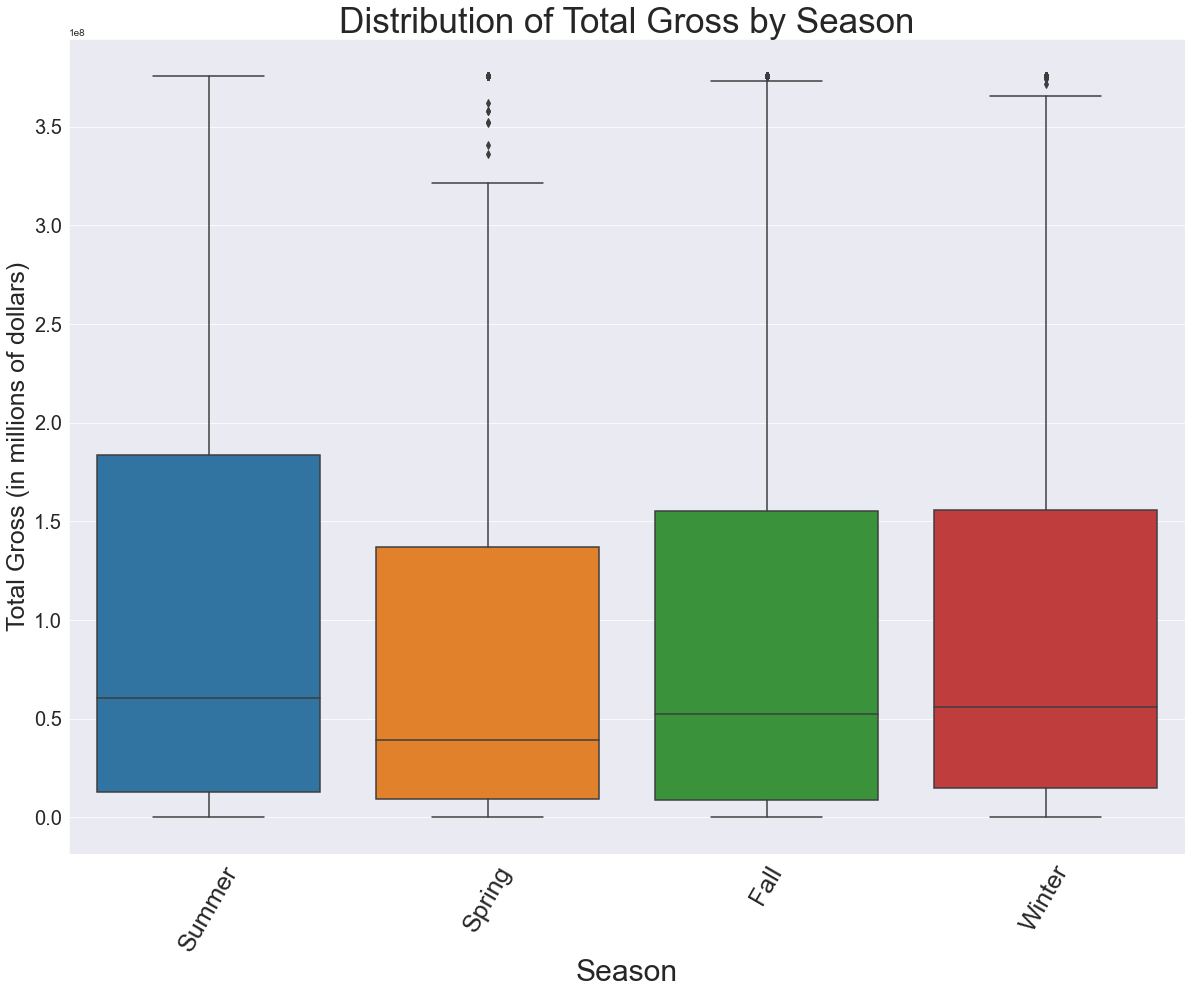 Distribution of Total Gross by Season
1e8
3.5
3.0
2.5
2.0
1.5
1.0
0.5
0.0
Total Gross (in millions of dollars)
Summer
Spring
Fall
Winter
Season